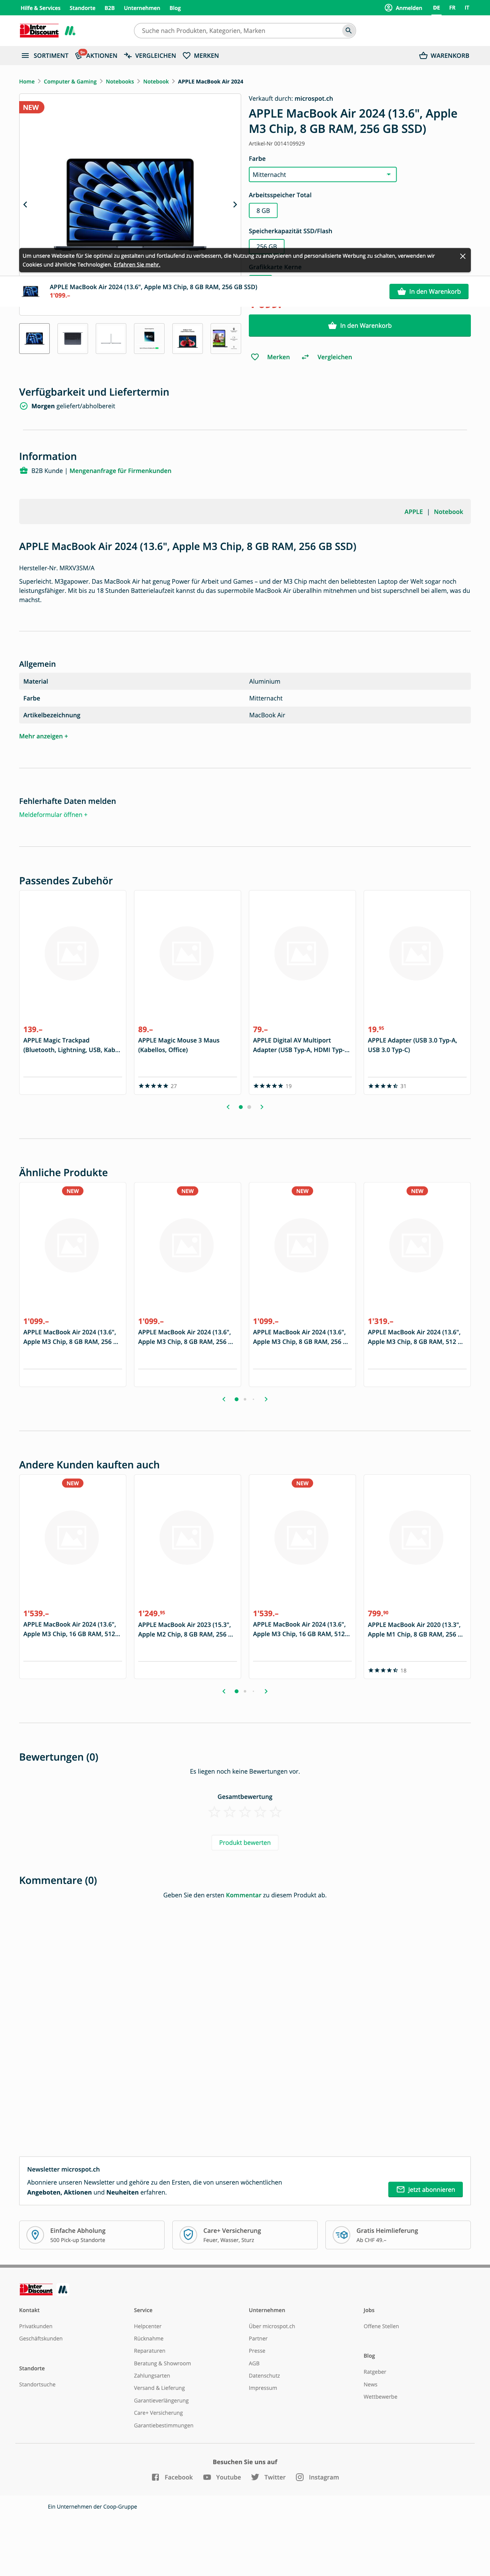 Hilfe & Services Standorte B2B Unternehmen Blog Anmelden DE FR IT
Inter Discount
Suche nach Produkten, Kategorien, Marken
SORTIMENT AKTIONEN VERGLEICHEN MERKEN WARENKORB
Home > Computer & Gaming > Notebooks > Notebook > APPLE MacBook Air 2024
NEW
Verkauft durch: microspot.ch
APPLE MacBook Air 2024 (13.6", Apple
M3 Chip, 8 GB RAM, 256 GB SSD)
Artikel-Nr 0014109929
Farbe
Mitternacht
Arbeitsspeicher Total
8 GB
Speicherkapazität SSD/Flash
256 GB
Um unsere Webseite für Sie optimal zu gestalten und fortlaufend zu verbessern, die Nutzung zu analysieren und personalisierte Werbung zu schalten, verwenden wir
Cookies und ähnliche Technologien. Erfahren Sie mehr.
APPLE MacBook Air 2024 (13.6", Apple M3 Chip, 8 GB RAM, 256 GB SSD)
1'099.–
In den Warenkorb
In den Warenkorb
Merken Vergleichen
Verfügbarkeit und Liefertermin
Morgen geliefert/abholbereit
Information
B2B Kunde | Mengenanfrage für Firmenkunden
APPLE | Notebook
APPLE MacBook Air 2024 (13.6", Apple M3 Chip, 8 GB RAM, 256 GB SSD)
Hersteller-Nr. MRXV3SM/A
Superleicht. M3gapower. Das MacBook Air hat genug Power für Arbeit und Games – und der M3 Chip macht den beliebtesten Laptop der Welt sogar noch
leistungsfähiger. Mit bis zu 18 Stunden Batterielaufzeit kannst du das supermobile MacBook Air überallhin mitnehmen und bist superschnell bei allem, was du
machst.
Allgemein
Material Aluminium
Farbe Mitternacht
Artikelbezeichnung MacBook Air
Mehr anzeigen +
Fehlerhafte Daten melden
Meldeformular öffnen +
Passendes Zubehör
139.–
APPLE Magic Trackpad
(Bluetooth, Lightning, USB, Kab...
89.–
APPLE Magic Mouse 3 Maus
(Kabellos, Office)
27
79.–
APPLE Digital AV Multiport
Adapter (USB Typ-A, HDMI Typ-...
19
19.95
APPLE Adapter (USB 3.0 Typ-A,
USB 3.0 Typ-C)
31
Ähnliche Produkte
NEW
1'099.–
APPLE MacBook Air 2024 (13.6",
Apple M3 Chip, 8 GB RAM, 256 ...
NEW
1'099.–
APPLE MacBook Air 2024 (13.6",
Apple M3 Chip, 8 GB RAM, 256 ...
NEW
1'099.–
APPLE MacBook Air 2024 (13.6",
Apple M3 Chip, 8 GB RAM, 256 ...
NEW
1'319.–
APPLE MacBook Air 2024 (13.6",
Apple M3 Chip, 8 GB RAM, 512 ...
Andere Kunden kauften auch
NEW
1'539.–
APPLE MacBook Air 2024 (13.6",
Apple M3 Chip, 16 GB RAM, 512...
1'249.95
APPLE MacBook Air 2023 (15.3",
Apple M2 Chip, 8 GB RAM, 256 ...
NEW
1'539.–
APPLE MacBook Air 2024 (13.6",
Apple M3 Chip, 16 GB RAM, 512...
799.90
APPLE MacBook Air 2020 (13.3",
Apple M1 Chip, 8 GB RAM, 256 ...
18
Bewertungen (0)
Es liegen noch keine Bewertungen vor.
Gesamtbewertung
Produkt bewerten
Kommentare (0)
Geben Sie den ersten Kommentar zu diesem Produkt ab.
Newsletter microspot.ch
Abonniere unseren Newsletter und gehöre zu den Ersten, die von unseren wöchentlichen
Angeboten, Aktionen und Neuheiten erfahren.
Jetzt abonnieren
Einfache Abholung
500 Pick-up Standorte
Care+ Versicherung
Feuer, Wasser, Sturz
Gratis Heimlieferung
Ab CHF 49.–
Inter Discount
Kontakt
Privatkunden
Geschäftskunden
Standorte
Standortsuche
Service
Helpcenter
Rücknahme
Reparaturen
Beratung & Showroom
Zahlungsarten
Versand & Lieferung
Garantieverlängerung
Care+ Versicherung
Garantiebestimmungen
Unternehmen
Über microspot.ch
Partner
Presse
AGB
Datenschutz
Impressum
Jobs
Offene Stellen
Blog
Ratgeber
News
Wettbewerbe
Besuchen Sie uns auf
Facebook Youtube Twitter Instagram
Ein Unternehmen der Coop-Gruppe